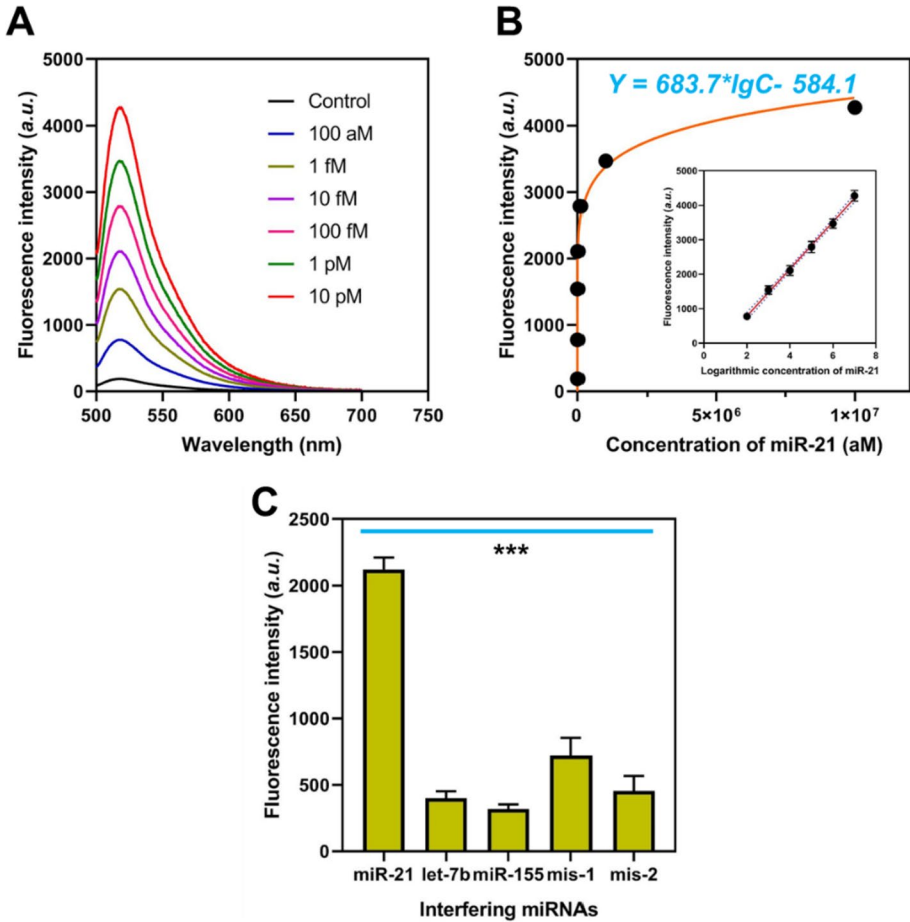 A
Fluorescence intensity (a.u.)
5000
4000
3000
2000
1000
0
500
550
600
650
700
750
Wavelength (nm)
Control
100 aM
1 fM
10 fM
100 fM
1 pM
10 pM
B
Fluorescence intensity (a.u.)
5000
4000
3000
2000
1000
0
0
5×10⁶
1×10⁷
Concentration of miR-21 (aM)
Y = 683.7*lgC- 584.1
Fluorescence intensity (a.u.)
5000
4000
3000
2000
1000
0
0
2
4
6
8
Logarithmic concentration of miR-21
C
Fluorescence intensity (a.u.)
2500
2000
1500
1000
500
0
***
miR-21 let-7b miR-155 mis-1 mis-2
Interfering miRNAs